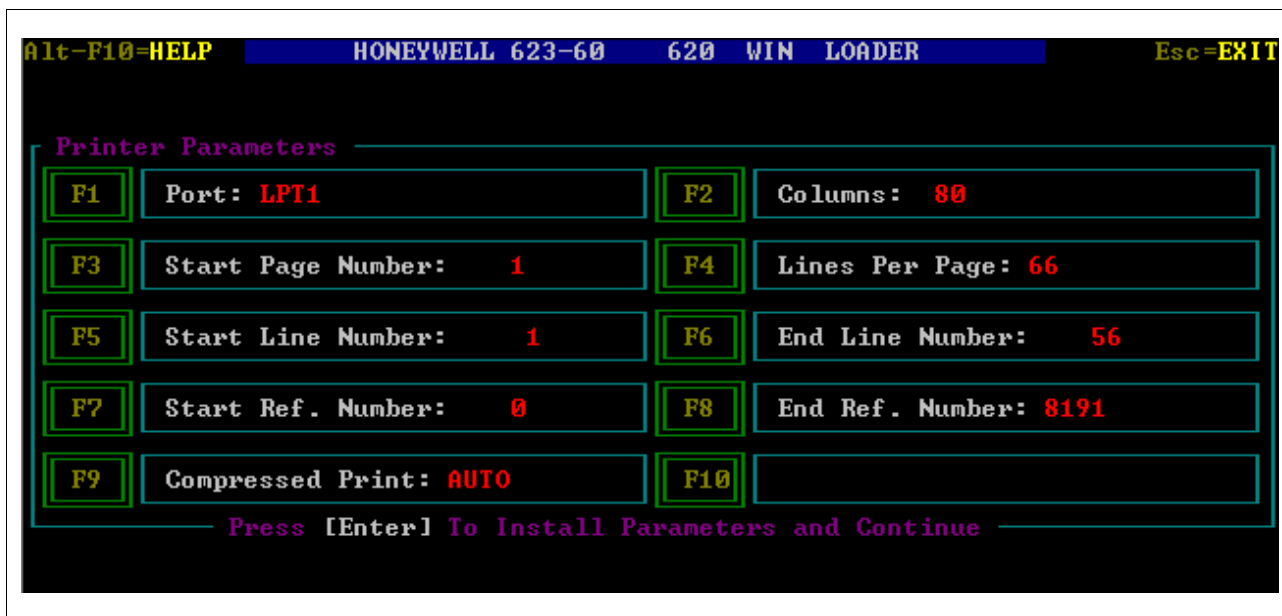 Alt-F10=HELP HONEYWELL 623-60 620 WIN LOADER Esc=EXIT
Printer Parameters
F1 Port: LPT1 F2 Columns: 80
F3 Start Page Number: 1 F4 Lines Per Page: 66
F5 Start Line Number: 1 F6 End Line Number: 56
F7 Start Ref. Number: 0 F8 End Ref. Number: 8191
F9 Compressed Print: AUTO F10
Press [Enter] To Install Parameters and Continue